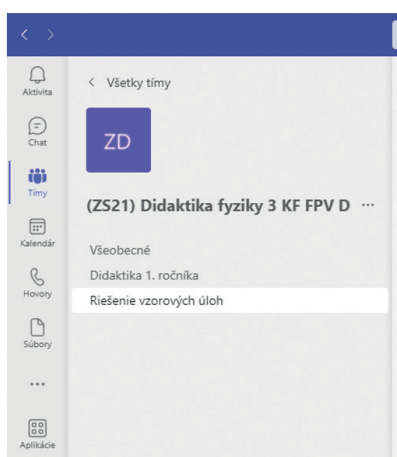 Aktivita
Chat
Tímy
Kalendár
Hovory
Súbory
Aplikácie
Všetky tímy
ZD
(ZS21) Didaktika fyziky 3 KF FPV D ...
Všeobecné
Didaktika 1. ročníka
Riešenie vzorových úloh